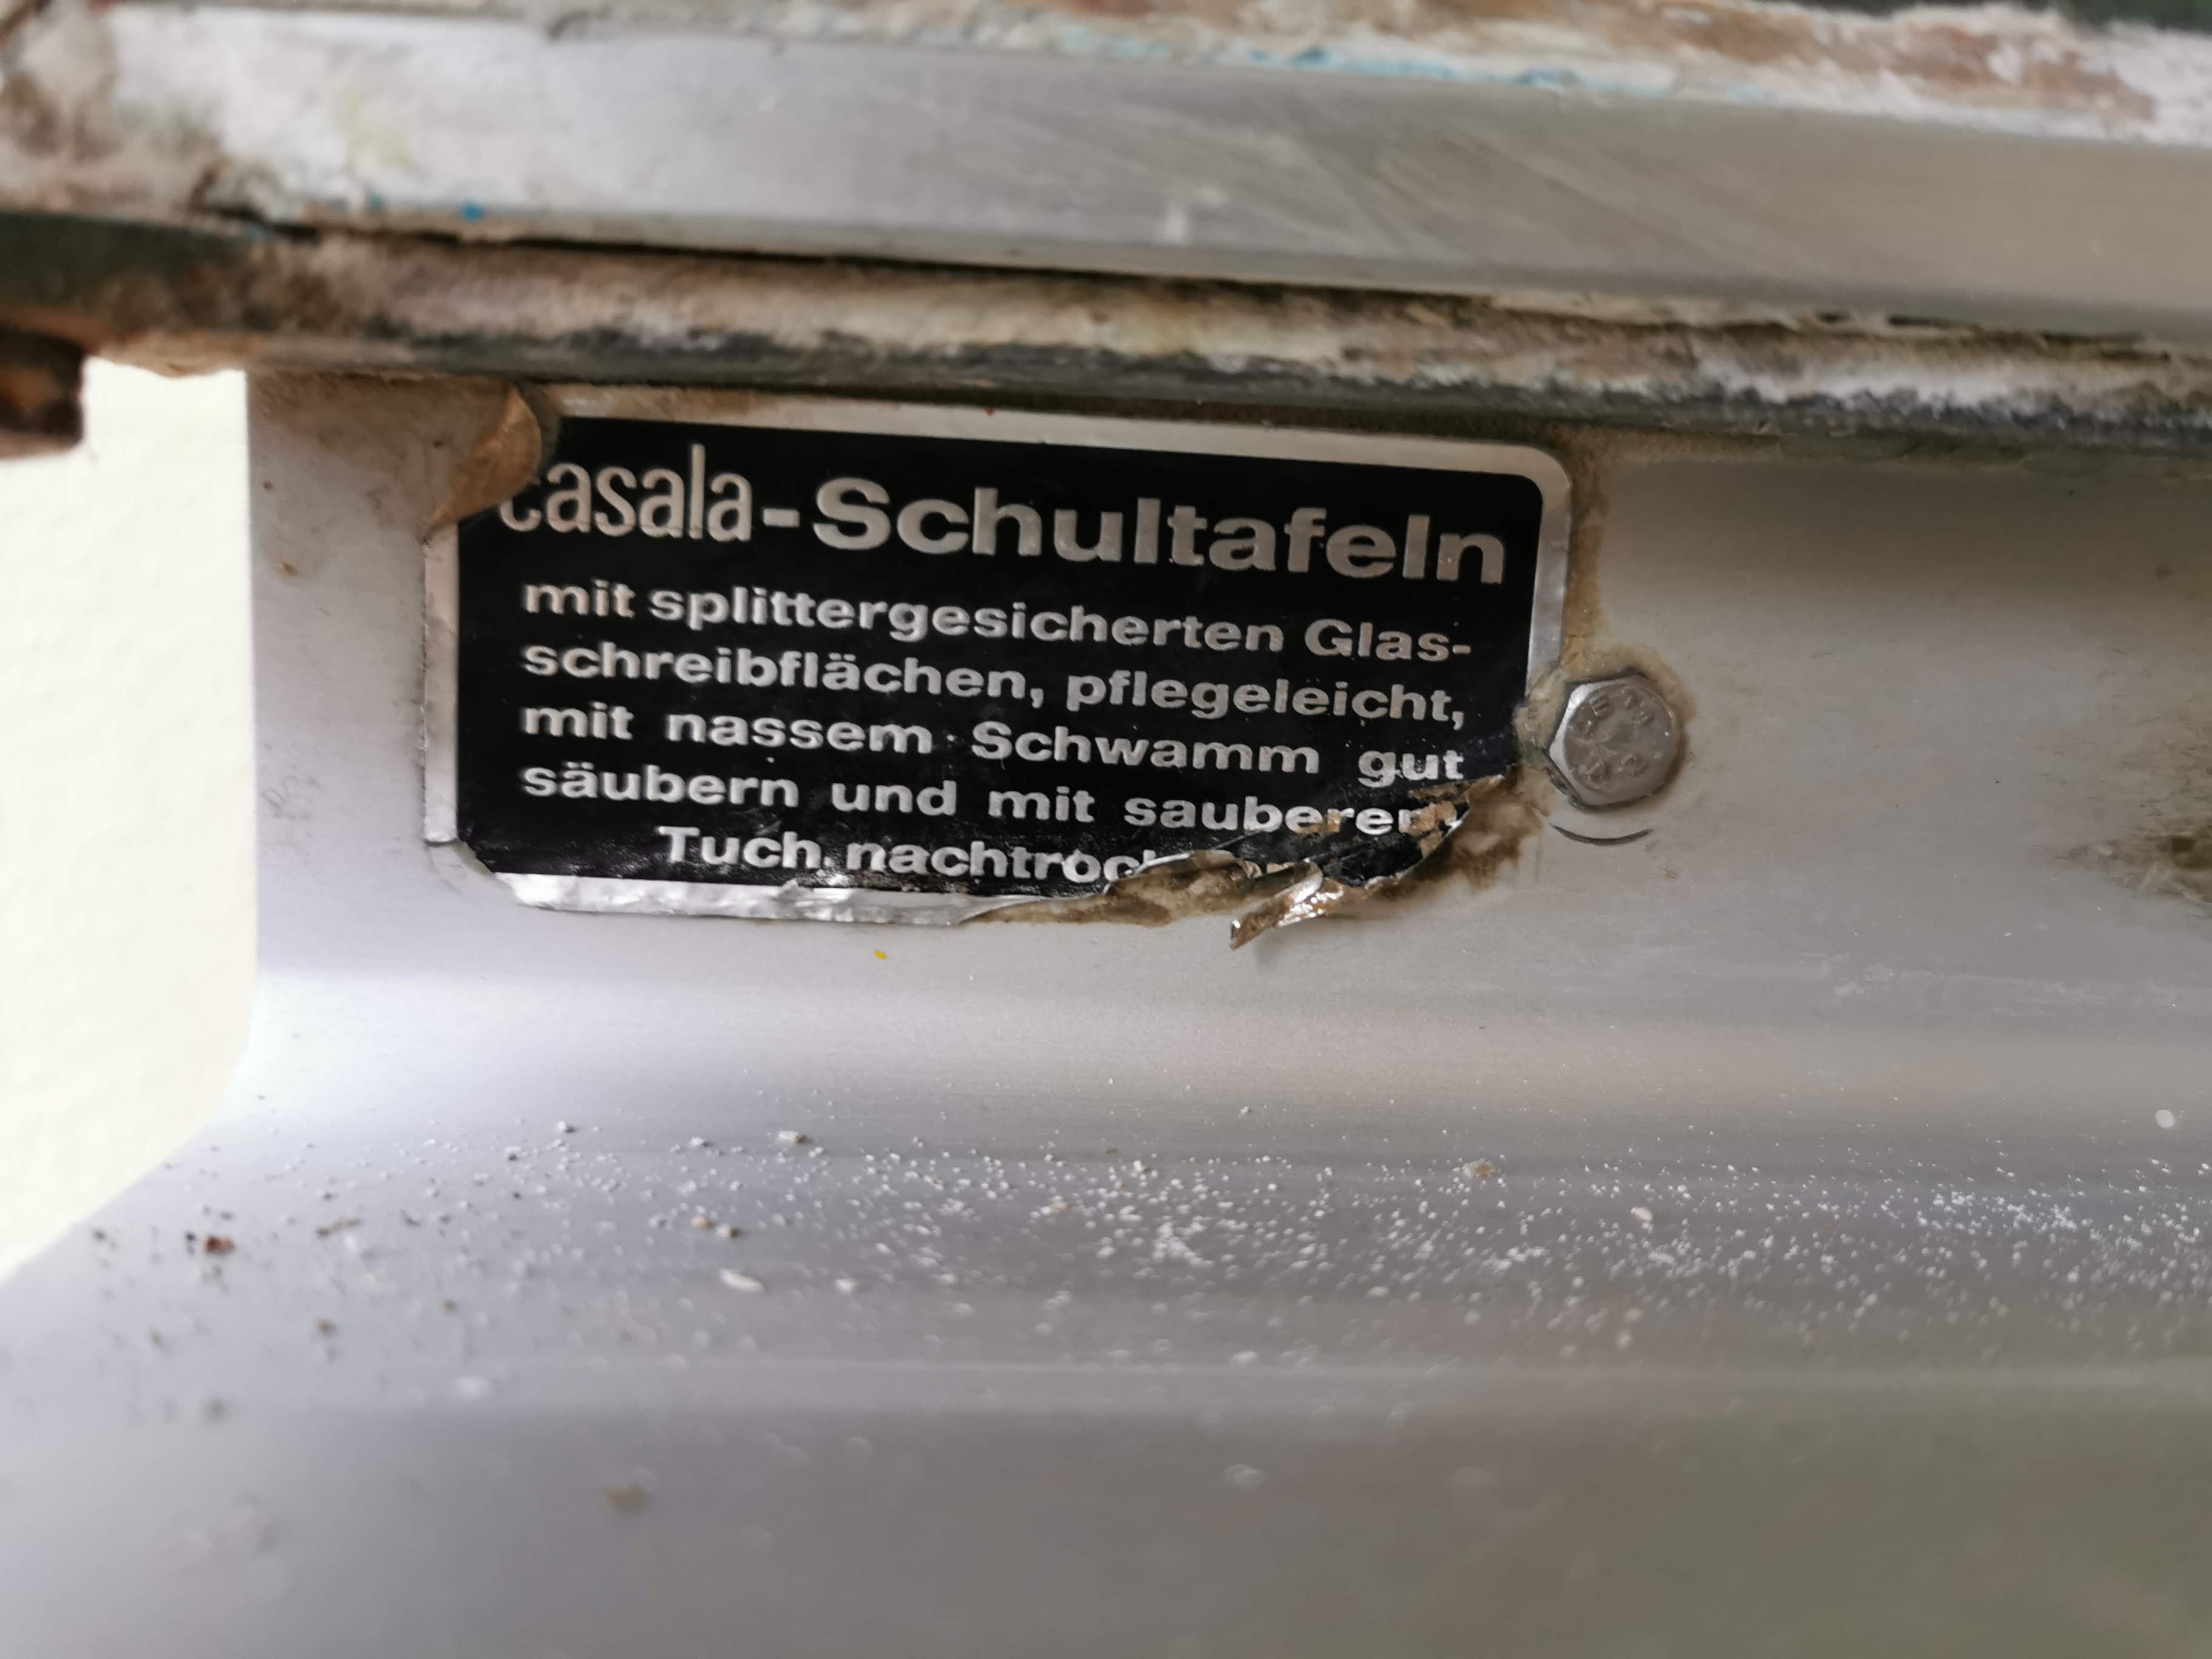 casala-Schultafeln
mit splittergesicherten Glas-
schreibflächen, pflegeleicht,
mit nassem Schwamm gut
säubern und mit sauberem
Tuch